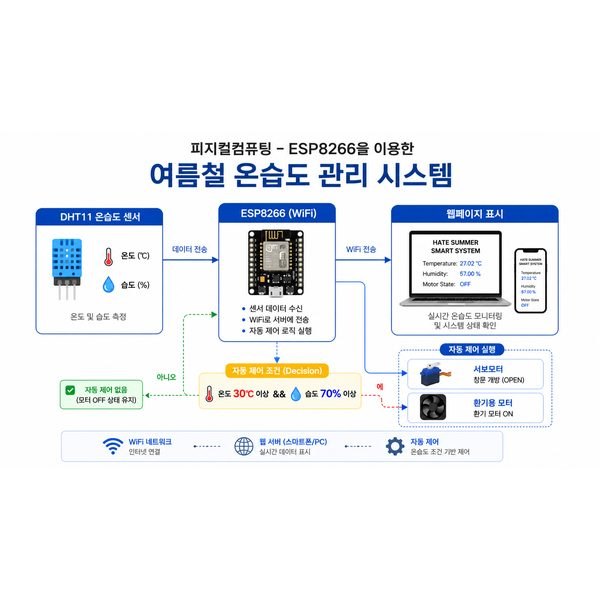 피지컬컴퓨팅 – ESP8266을 이용한
여름철 온습도 관리 시스템
DHT11 온습도 센서
온도 (℃)
습도 (%)
온도 및 습도 측정
데이터 전송
ESP8266 (WiFi)
• 센서 데이터 수신
• WiFi로 서버에 전송
• 자동 제어 로직 실행
WiFi 전송
웹페이지 표시
HATE SUMMER
SMART SYSTEM
Temperature: 27.02 ℃
Humidity: 57.00 %
Motor State: OFF
HATE SUMMER
SMART SYSTEM
Temperature
27.02 ℃
Humidity
57.00 %
Motor State
OFF
실시간 온습도 모니터링
및 시스템 상태 확인
자동 제어 조건 (Decision)
온도 30℃ 이상 && 습도 70% 이상
아니오
자동 제어 없음
(모터 OFF 상태 유지)
예
자동 제어 실행
서보모터
창문 개방 (OPEN)
환기용 모터
환기 모터 ON
WiFi 네트워크
인터넷 연결
웹 서버 (스마트폰/PC)
실시간 데이터 표시
자동 제어
온습도 조건 기반 제어